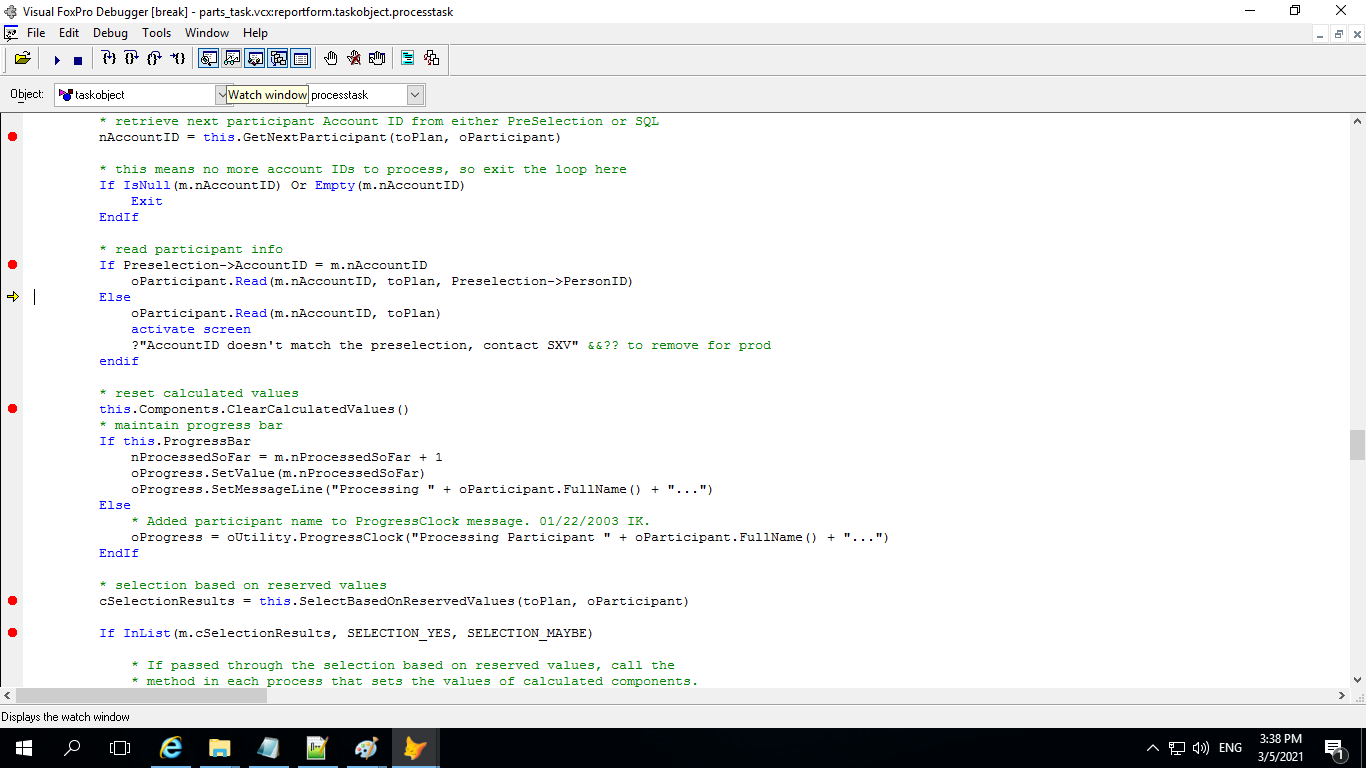 Visual FoxPro Debugger [break] - parts_task.vcx:reportform.taskobject.processtask
File Edit Debug Tools Window Help
Object: taskobject Watch window processtask
* retrieve next participant Account ID from either PreSelection or SQL
nAccountID = this.GetNextParticipant(toPlan, oParticipant)
* this means no more account IDs to process, so exit the loop here
If IsNull(m.nAccountID) Or Empty(m.nAccountID)
Exit
EndIf
* read participant info
If Preselection->AccountID = m.nAccountID
oParticipant.Read(m.nAccountID, toPlan, Preselection->PersonID)
Else
oParticipant.Read(m.nAccountID, toPlan)
activate screen
?"AccountID doesn't match the preselection, contact SXV" &&?? to remove for prod
endif
* reset calculated values
this.Components.ClearCalculatedValues()
* maintain progress bar
If this.ProgressBar
nProcessedSoFar = m.nProcessedSoFar + 1
oProgress.SetValue(m.nProcessedSoFar)
oProgress.SetMessageLine("Processing " + oParticipant.FullName() + "...")
Else
* Added participant name to ProgressClock message. 01/22/2003 IK.
oProgress = oUtility.ProgressClock("Processing Participant " + oParticipant.FullName() + "...")
EndIf
* selection based on reserved values
cSelectionResults = this.SelectBasedOnReservedValues(toPlan, oParticipant)
If InList(m.cSelectionResults, SELECTION_YES, SELECTION_MAYBE)
* If passed through the selection based on reserved values, call the
* method in each process that sets the values of calculated components.
Displays the watch window
ENG
3:38 PM
3/5/2021
1